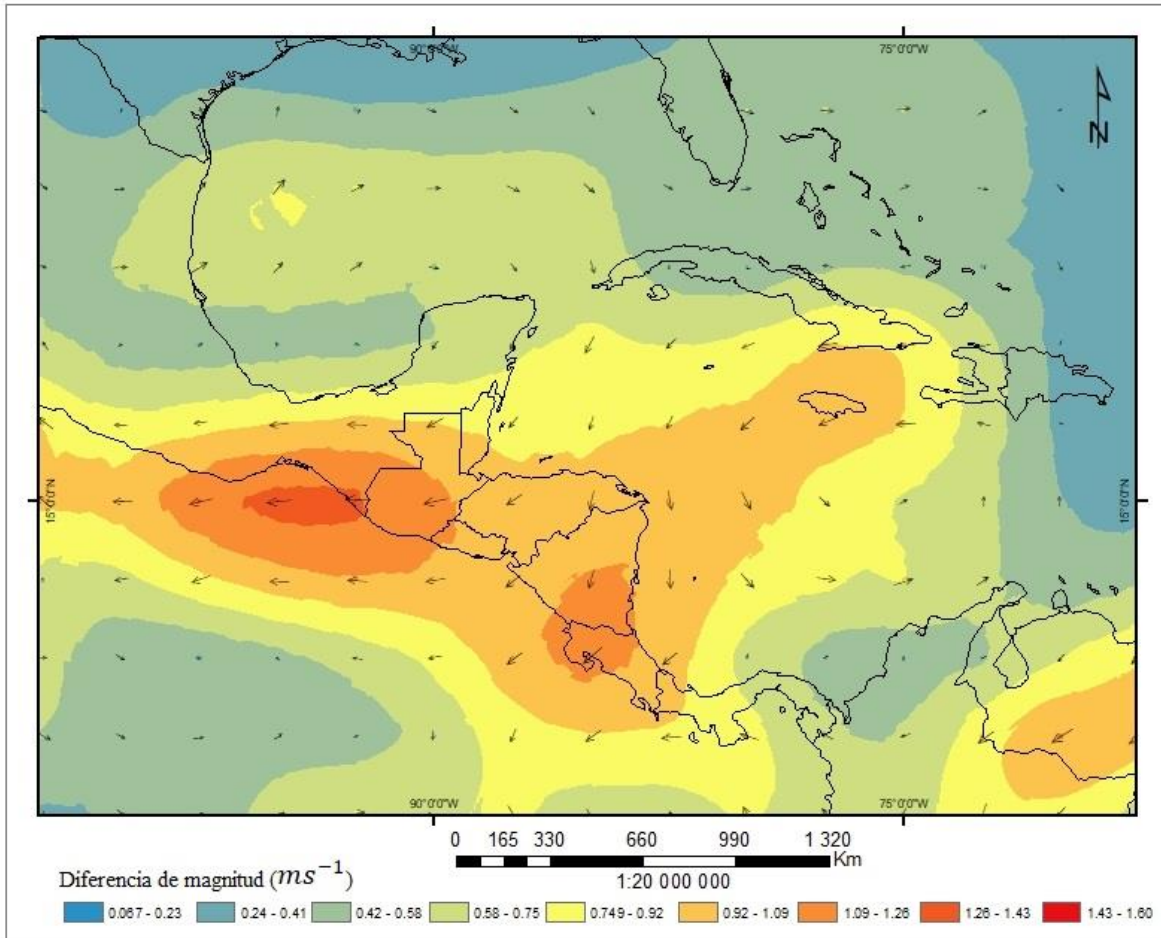 90°0'0"W
75°0'0"W
N
15°0'0"N
15°0'0"N
90°0'0"W
75°0'0"W
0 165 330 660 990 1 320
Km
1:20 000 000
Diferencia de magnitud (ms⁻¹)
0.067 - 0.23 0.24 - 0.41 0.42 - 0.58 0.58 - 0.75 0.749 - 0.92 0.92 - 1.09 1.09 - 1.26 1.26 - 1.43 1.43 - 1.60